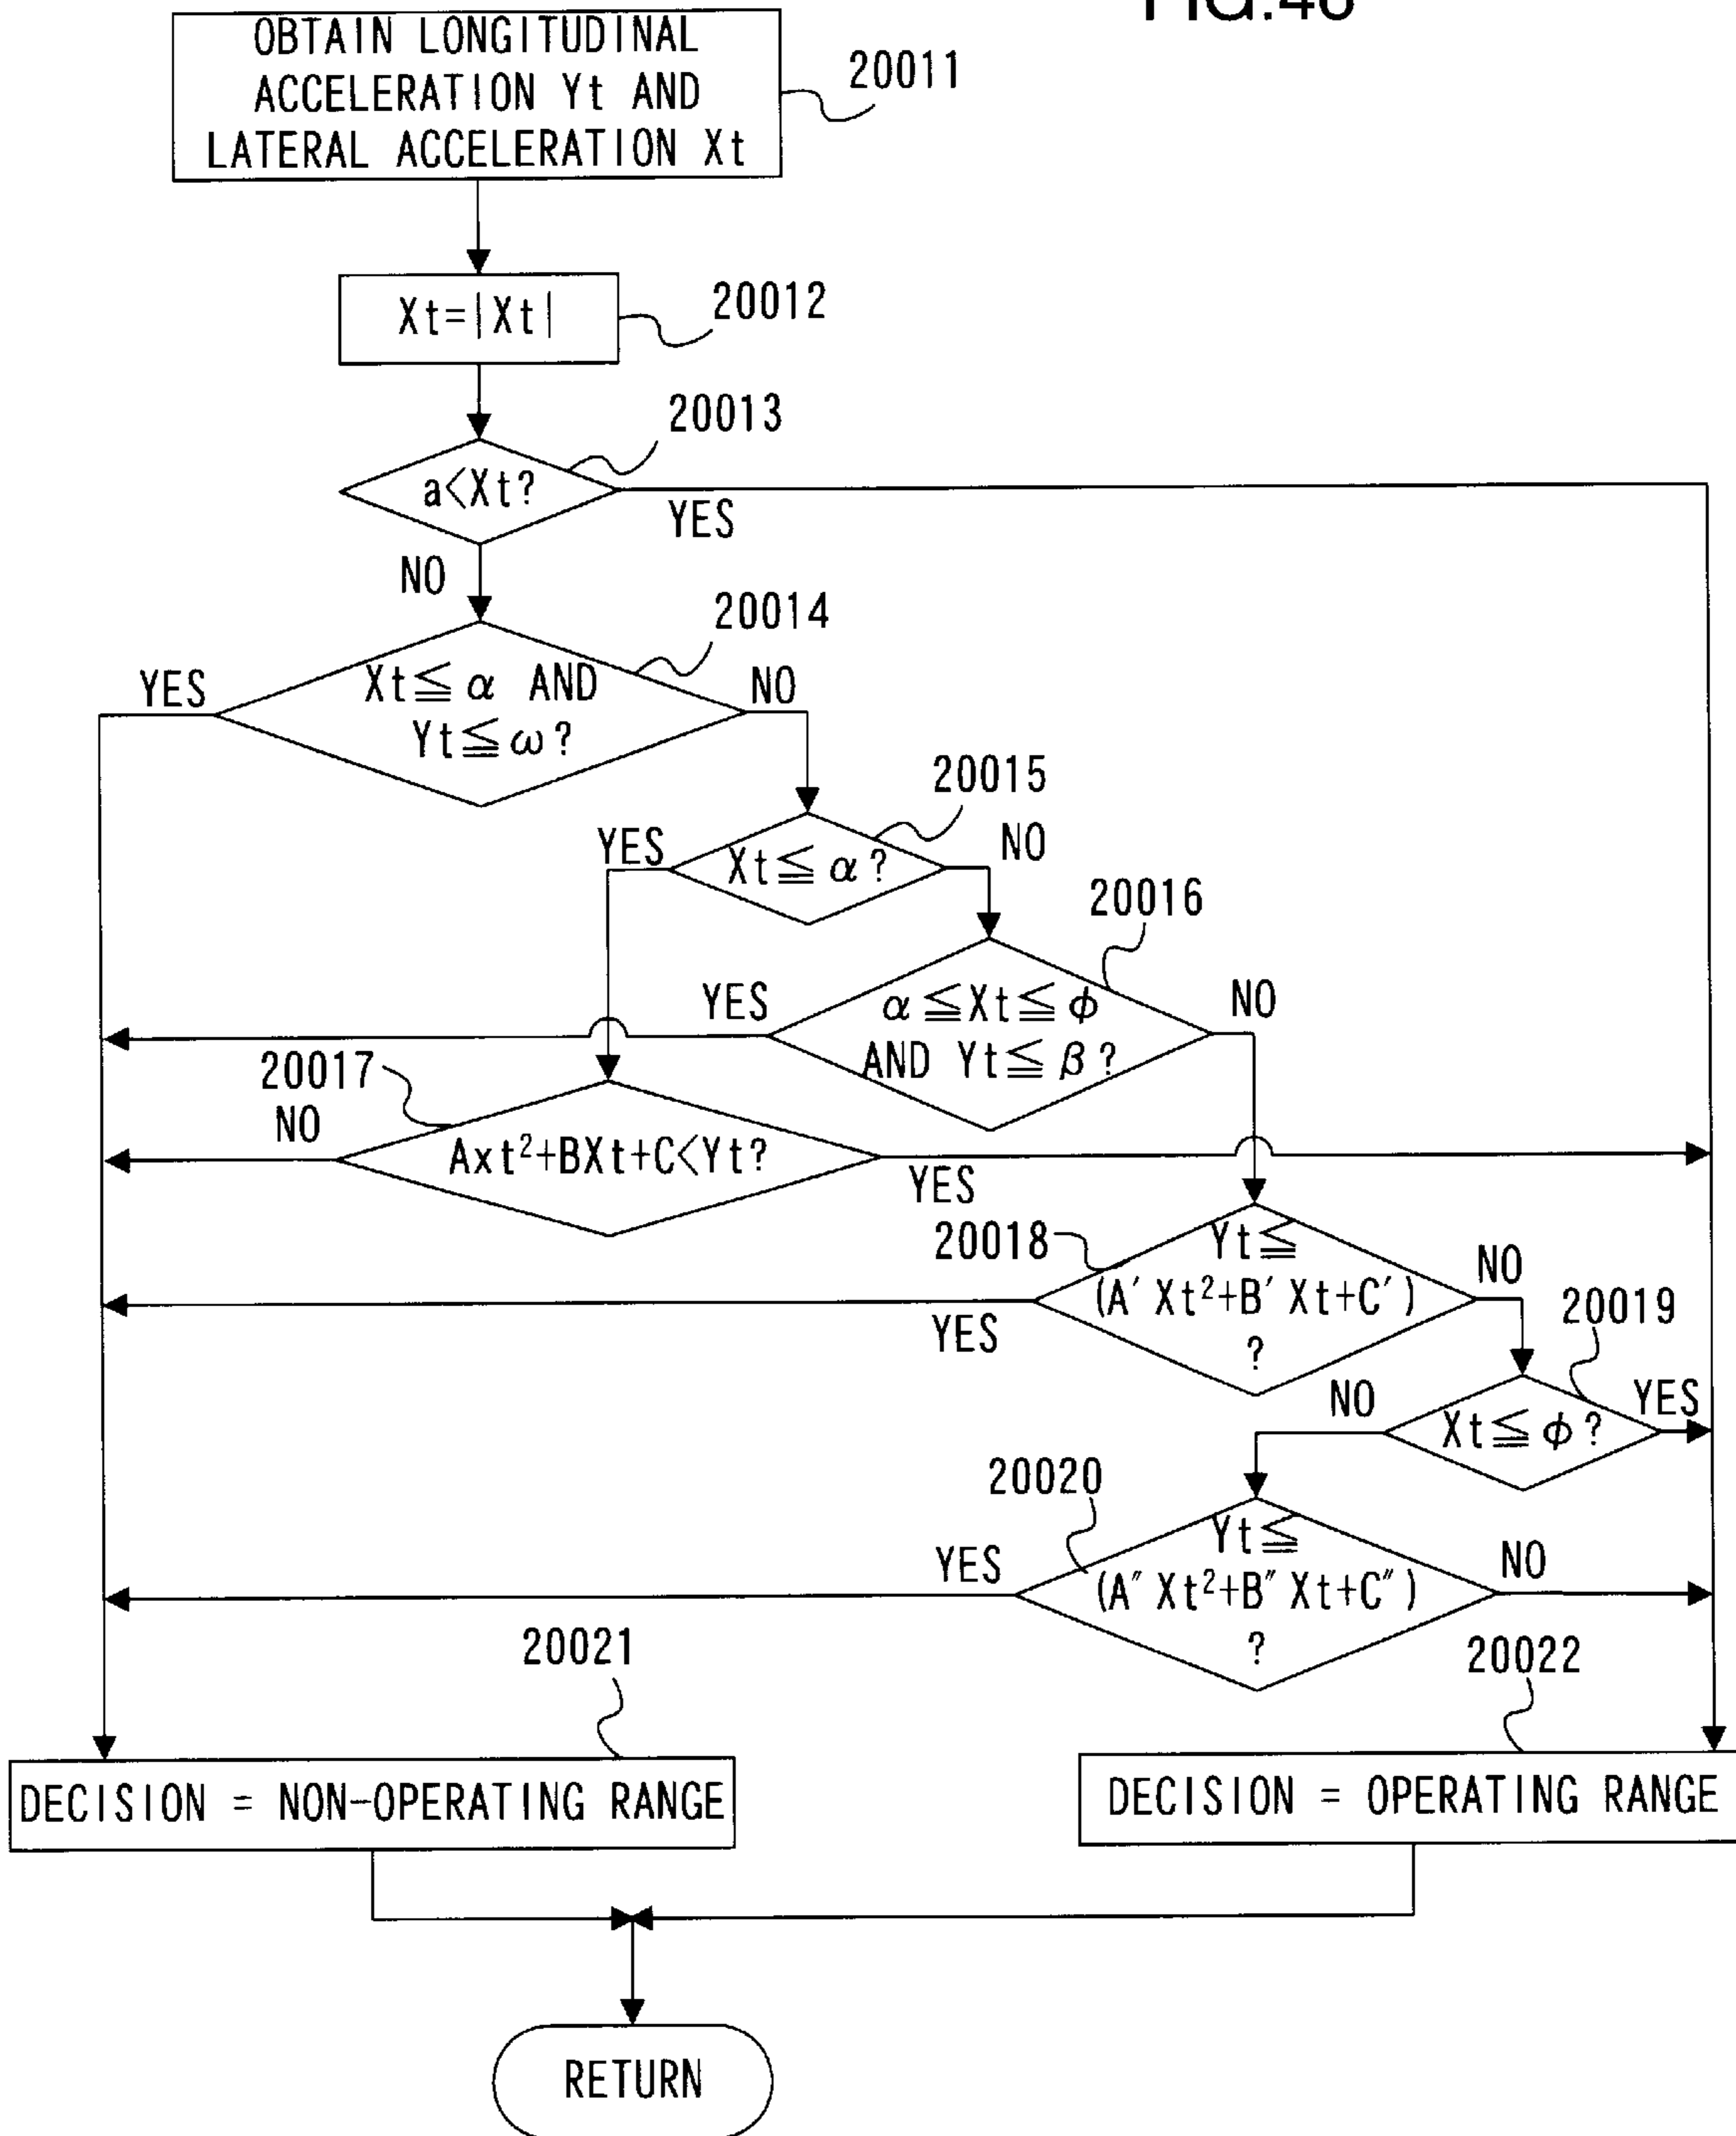 OBTAIN LONGITUDINAL
ACCELERATION Yt AND
LATERAL ACCELERATION Xt
20011
Xt=|Xt|
20012
20013
a<Xt?
YES
NO
20014
YES
Xt≦α AND
Yt≦ω?
NO
20015
YES
Xt≦α?
NO
20016
YES
α≦Xt≦φ
AND Yt≦β?
NO
20017
NO
Axt²+BXt+C<Yt?
YES
20018
Yt≦
(A′Xt²+B′Xt+C′)
?
YES
NO
20019
NO
Xt≦φ?
YES
20020
YES
Yt≦
(A″Xt²+B″Xt+C″)
?
NO
20021
20022
DECISION = NON-OPERATING RANGE
DECISION = OPERATING RANGE
RETURN